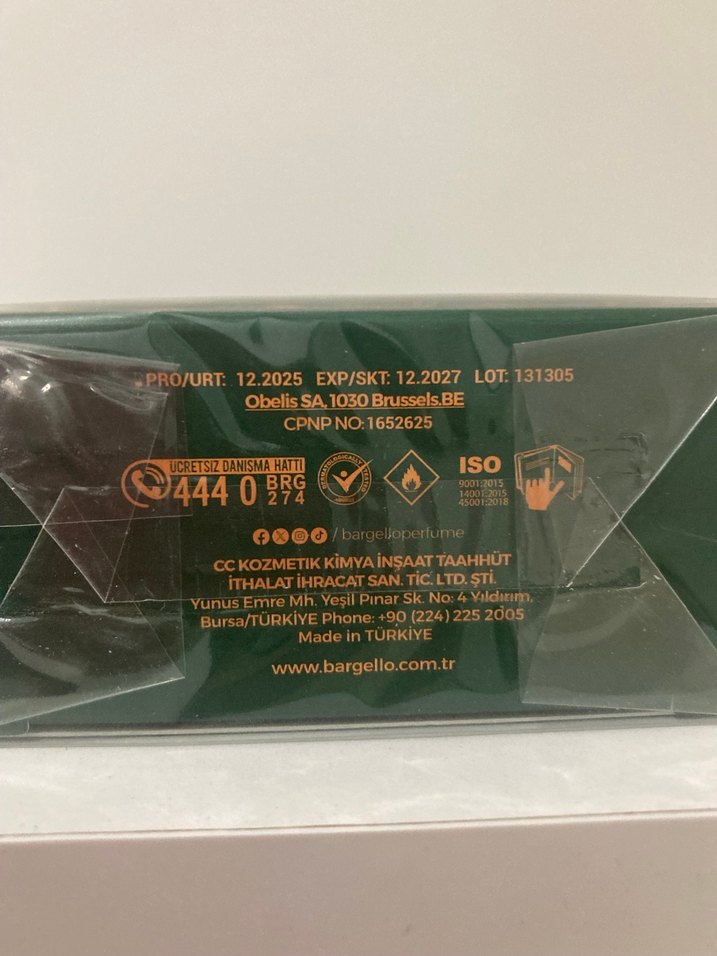 PRO/URT: 12.2025 EXP/SKT: 12.2027 LOT: 131305
Obelis SA, 1030 Brussels.BE
CPNP NO: 1652625
ÜCRETSİZ DANIŞMA HATTI
444 0 BRG 274
DERMATOLOGICALLY TESTED
ISO
9001:2015
14001:2015
45001:2018
/ bargelloperfume
CC KOZMETİK KİMYA İNŞAAT TAAHHÜT
İTHALAT İHRACAT SAN. TİC. LTD. ŞTİ.
Yunus Emre Mh. Yeşil Pınar Sk. No: 4 Yıldırım,
Bursa/TÜRKİYE Phone: +90 (224) 225 2005
Made in TÜRKİYE
www.bargello.com.tr